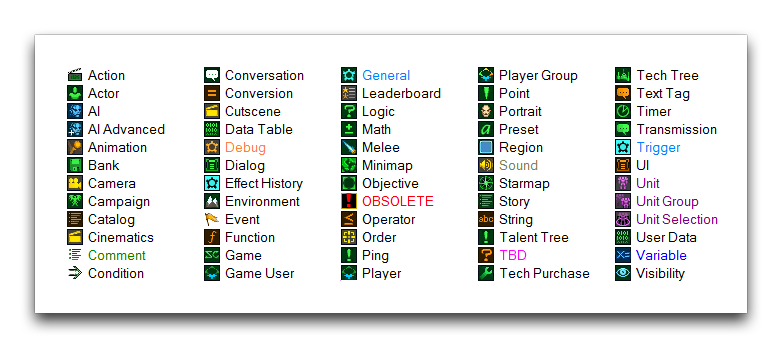 Action
Actor
AI
AI Advanced
Animation
Bank
Camera
Campaign
Catalog
Cinematics
Comment
Condition
Conversation
Conversion
Cutscene
Data Table
Debug
Dialog
Effect History
Environment
Event
Function
Game
Game User
General
Leaderboard
Logic
Math
Melee
Minimap
Objective
OBSOLETE
Operator
Order
Ping
Player
Player Group
Point
Portrait
Preset
Region
Sound
Starmap
Story
abc String
Talent Tree
TBD
Tech Purchase
Tech Tree
Text Tag
Timer
Transmission
Trigger
UI
Unit
Unit Group
Unit Selection
User Data
Variable
Visibility